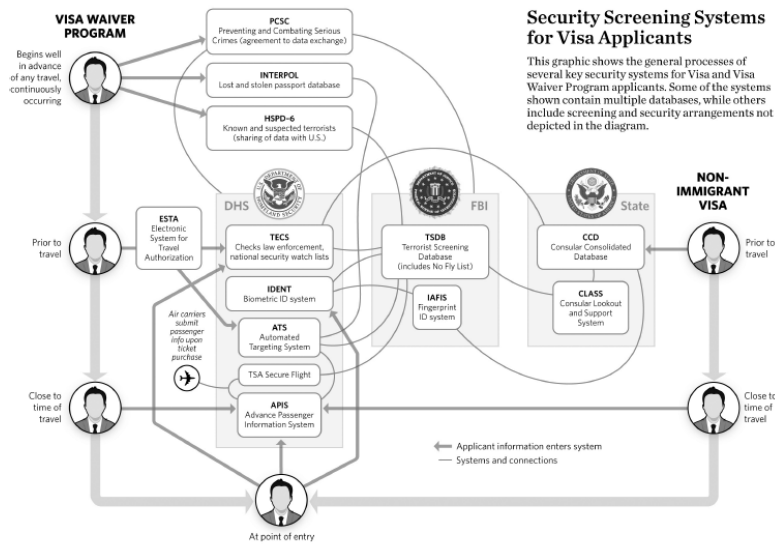 Security Screening Systems
for Visa Applicants
This graphic shows the general processes of
several key security systems for Visa and Visa
Waiver Program applicants. Some of the systems
shown contain multiple databases, while others
include screening and security arrangements not
depicted in the diagram.
VISA WAIVER
PROGRAM
Begins well
in advance
of any travel,
continuously
occurring
PCSC
Preventing and Combating Serious
Crimes (agreement to data exchange)
INTERPOL
Lost and stolen passport database
HSPD-6
Known and suspected terrorists
(sharing of data with U.S.)
DHS
U.S. DEPARTMENT OF
HOMELAND SECURITY
FBI
State
NON-
IMMIGRANT
VISA
Prior to
travel
ESTA
Electronic
System for
Travel
Authorization
TECS
Checks law enforcement,
national security watch lists
IDENT
Biometric ID system
ATS
Automated
Targeting System
TSA Secure Flight
APIS
Advance Passenger
Information System
TSDB
Terrorist Screening
Database
(includes No Fly List)
IAFIS
Fingerprint
ID system
CCD
Consular Consolidated
Database
CLASS
Consular Lookout
and Support
System
Prior to
travel
Air carriers
submit
passenger
info upon
ticket
purchase
Close to
time of
travel
Close to
time of
travel
Applicant information enters system
Systems and connections
At point of entry